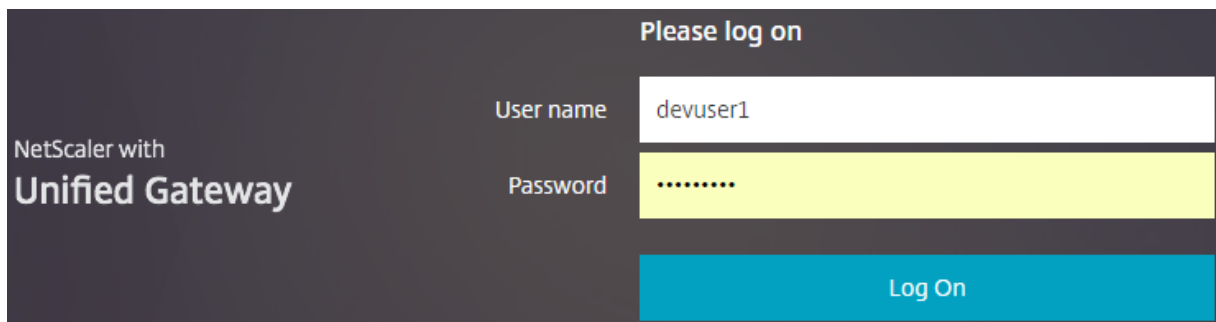 Please log on
User name
devuser1
NetScaler with
Unified Gateway
Password
•••••••••
Log On